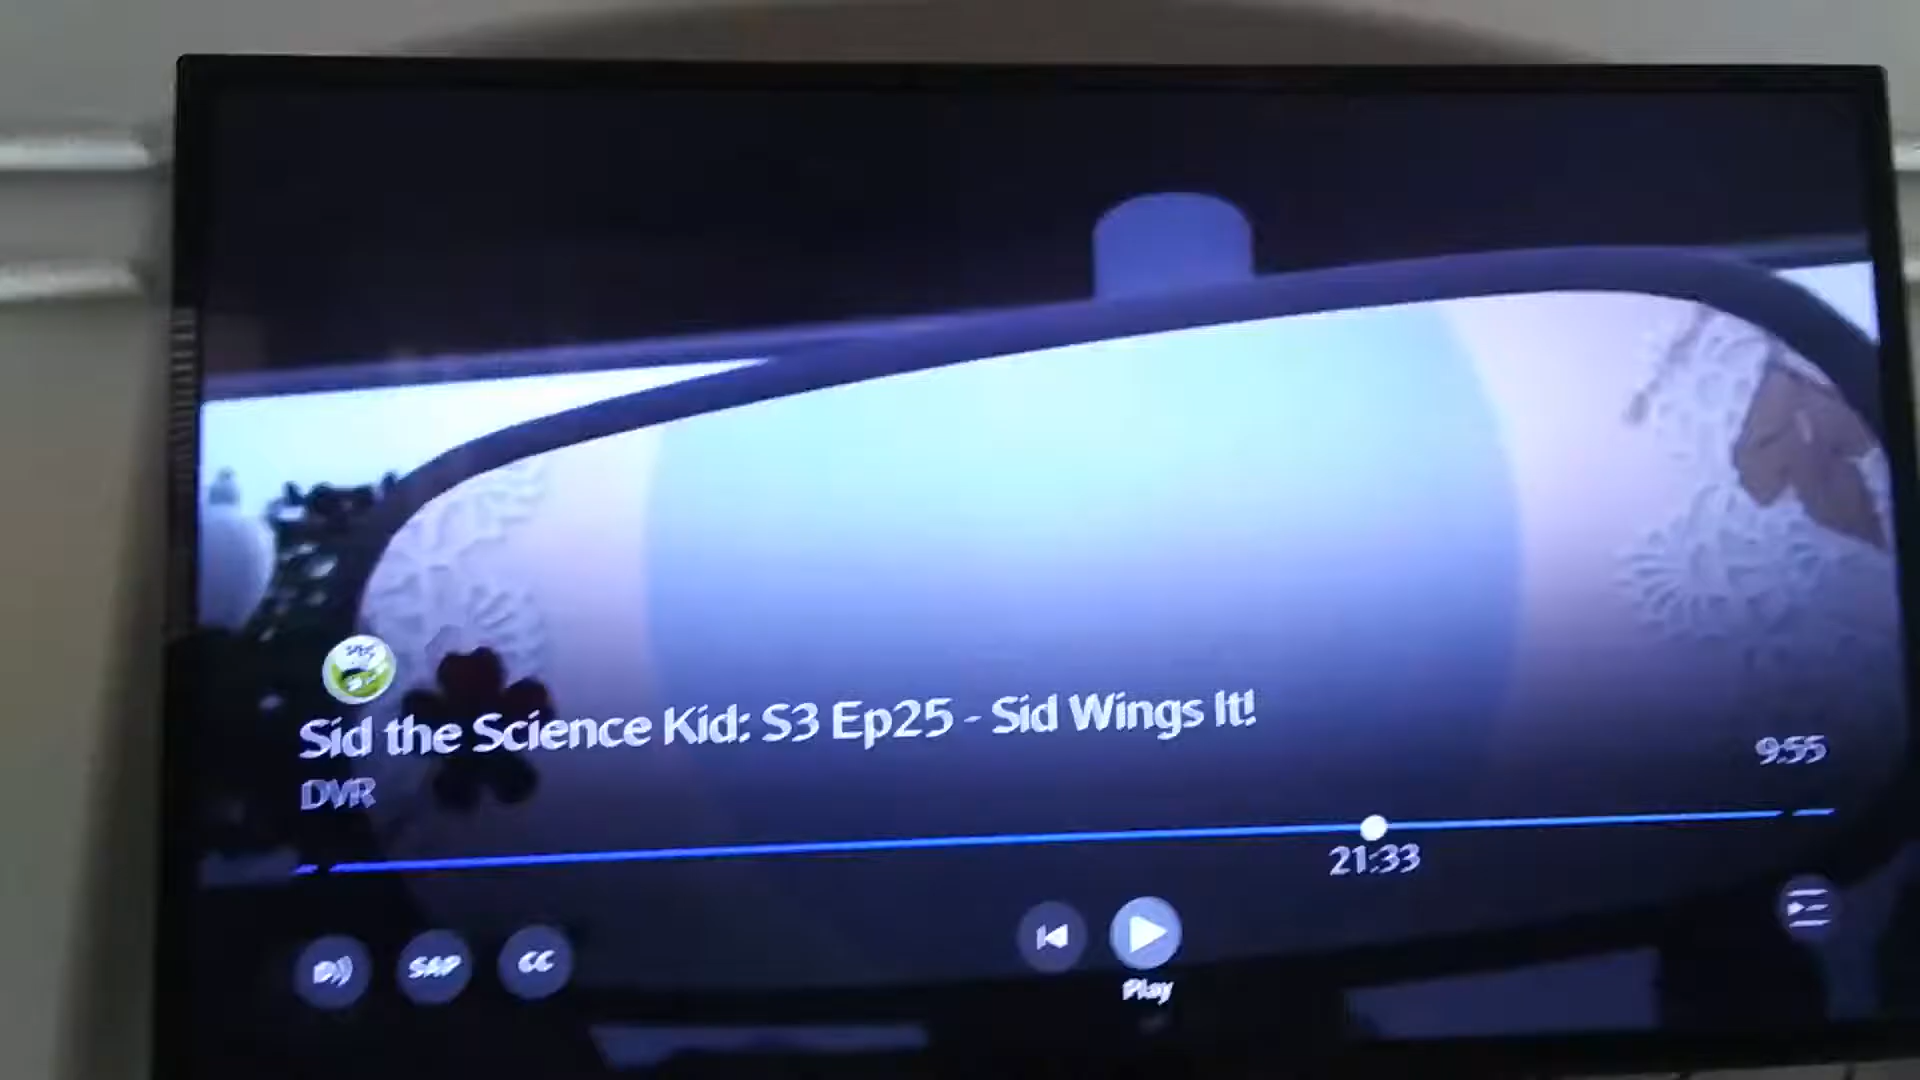 Sid the Science Kid: S3 Ep25 - Sid Wings It!
DVR
9:55
21:33
D))
SAP
CC
Play